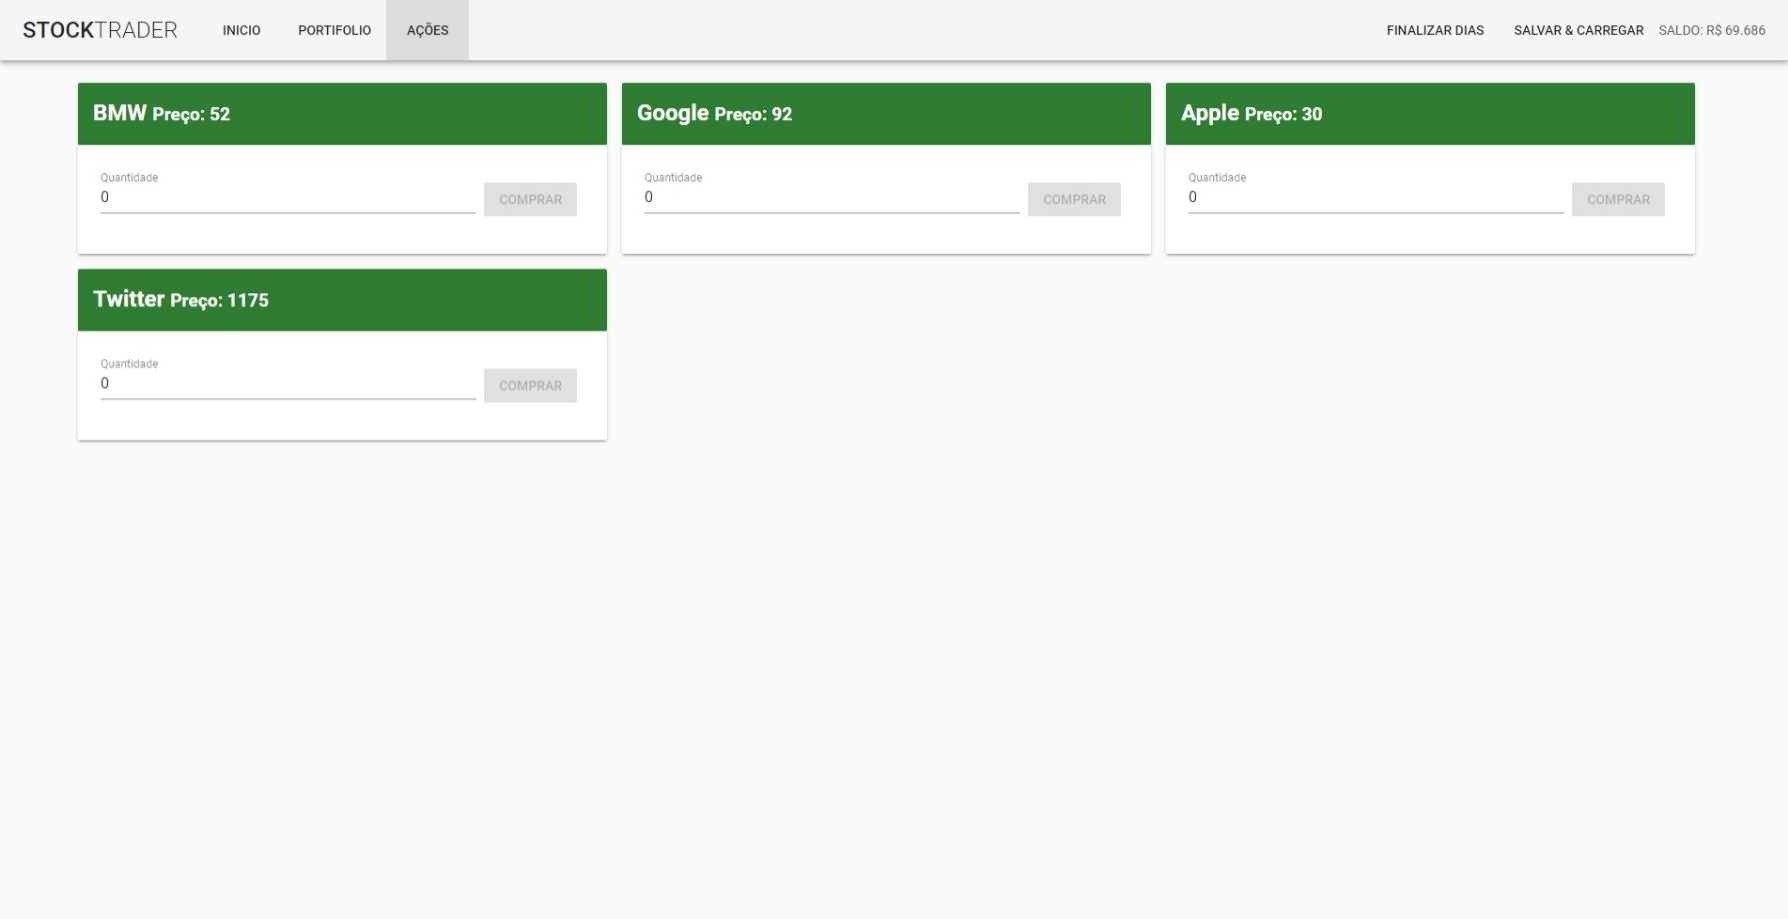 STOCKTRADER INICIO PORTIFOLIO AÇÕES FINALIZAR DIAS SALVAR & CARREGAR SALDO: R$ 69.686
BMW Preço: 52
Quantidade
0
COMPRAR
Google Preço: 92
Quantidade
0
COMPRAR
Apple Preço: 30
Quantidade
0
COMPRAR
Twitter Preço: 1175
Quantidade
0
COMPRAR